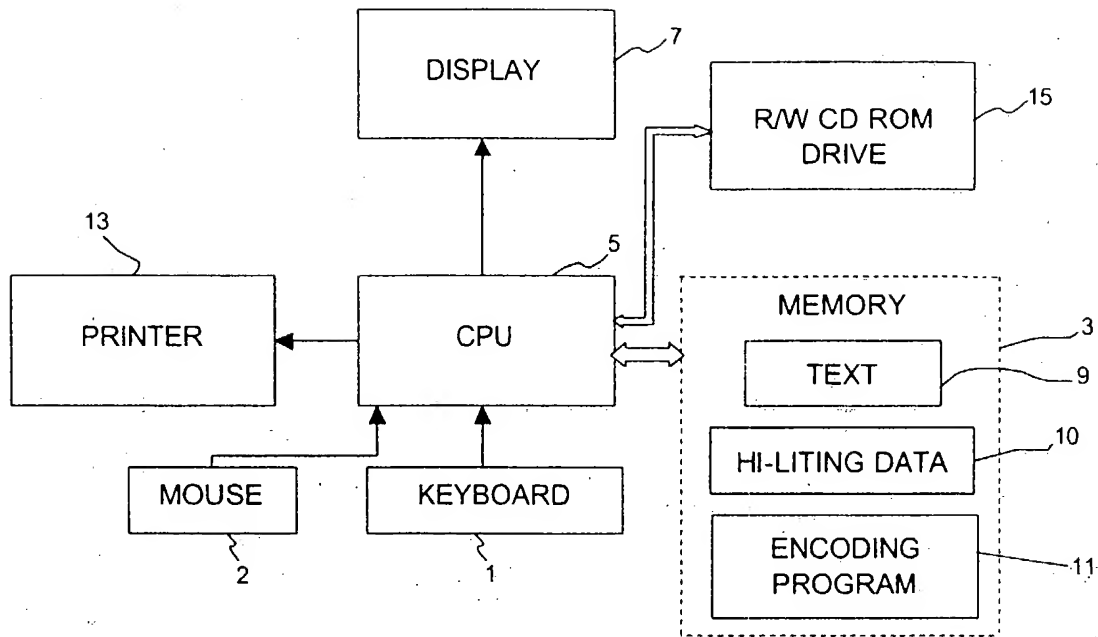 7
DISPLAY
15
R/W CD ROM
DRIVE
13
5
PRINTER
CPU
MEMORY
3
TEXT
9
10
HI-LITING DATA
MOUSE
KEYBOARD
ENCODING
PROGRAM
11
2
1